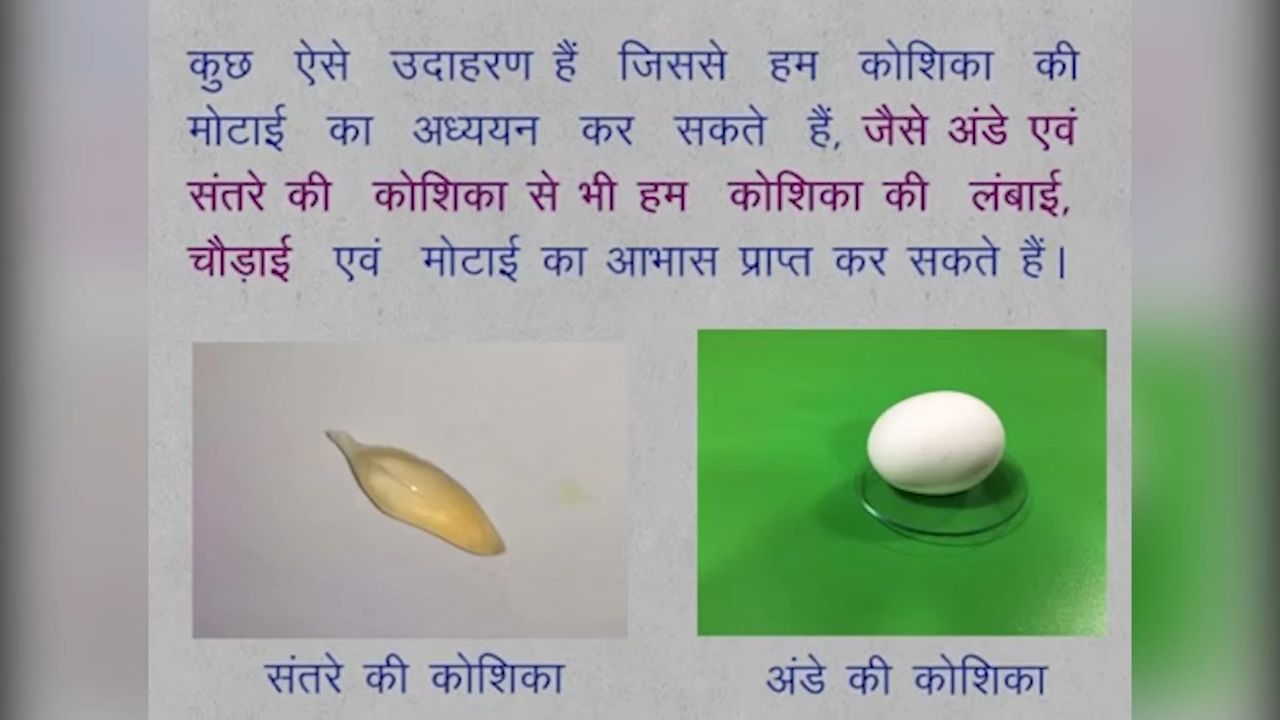 कुछ ऐसे उदाहरण हैं जिससे हम कोशिका की
मोटाई का अध्ययन कर सकते हैं, जैसे अंडे एवं
संतरे की कोशिका से भी हम कोशिका की लंबाई,
चौड़ाई एवं मोटाई का आभास प्राप्त कर सकते हैं।
संतरे की कोशिका
अंडे की कोशिका